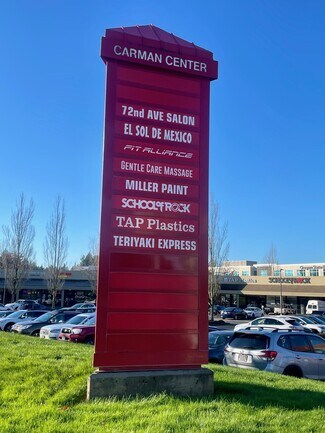 CARMAN CENTER
72nd AVE SALON
EL SOL DE MEXICO
FIT ALLIANCE
GENTLE CARE MASSAGE
MILLER PAINT
SCHOOL of ROCK
TAP Plastics
TERIYAKI EXPRESS